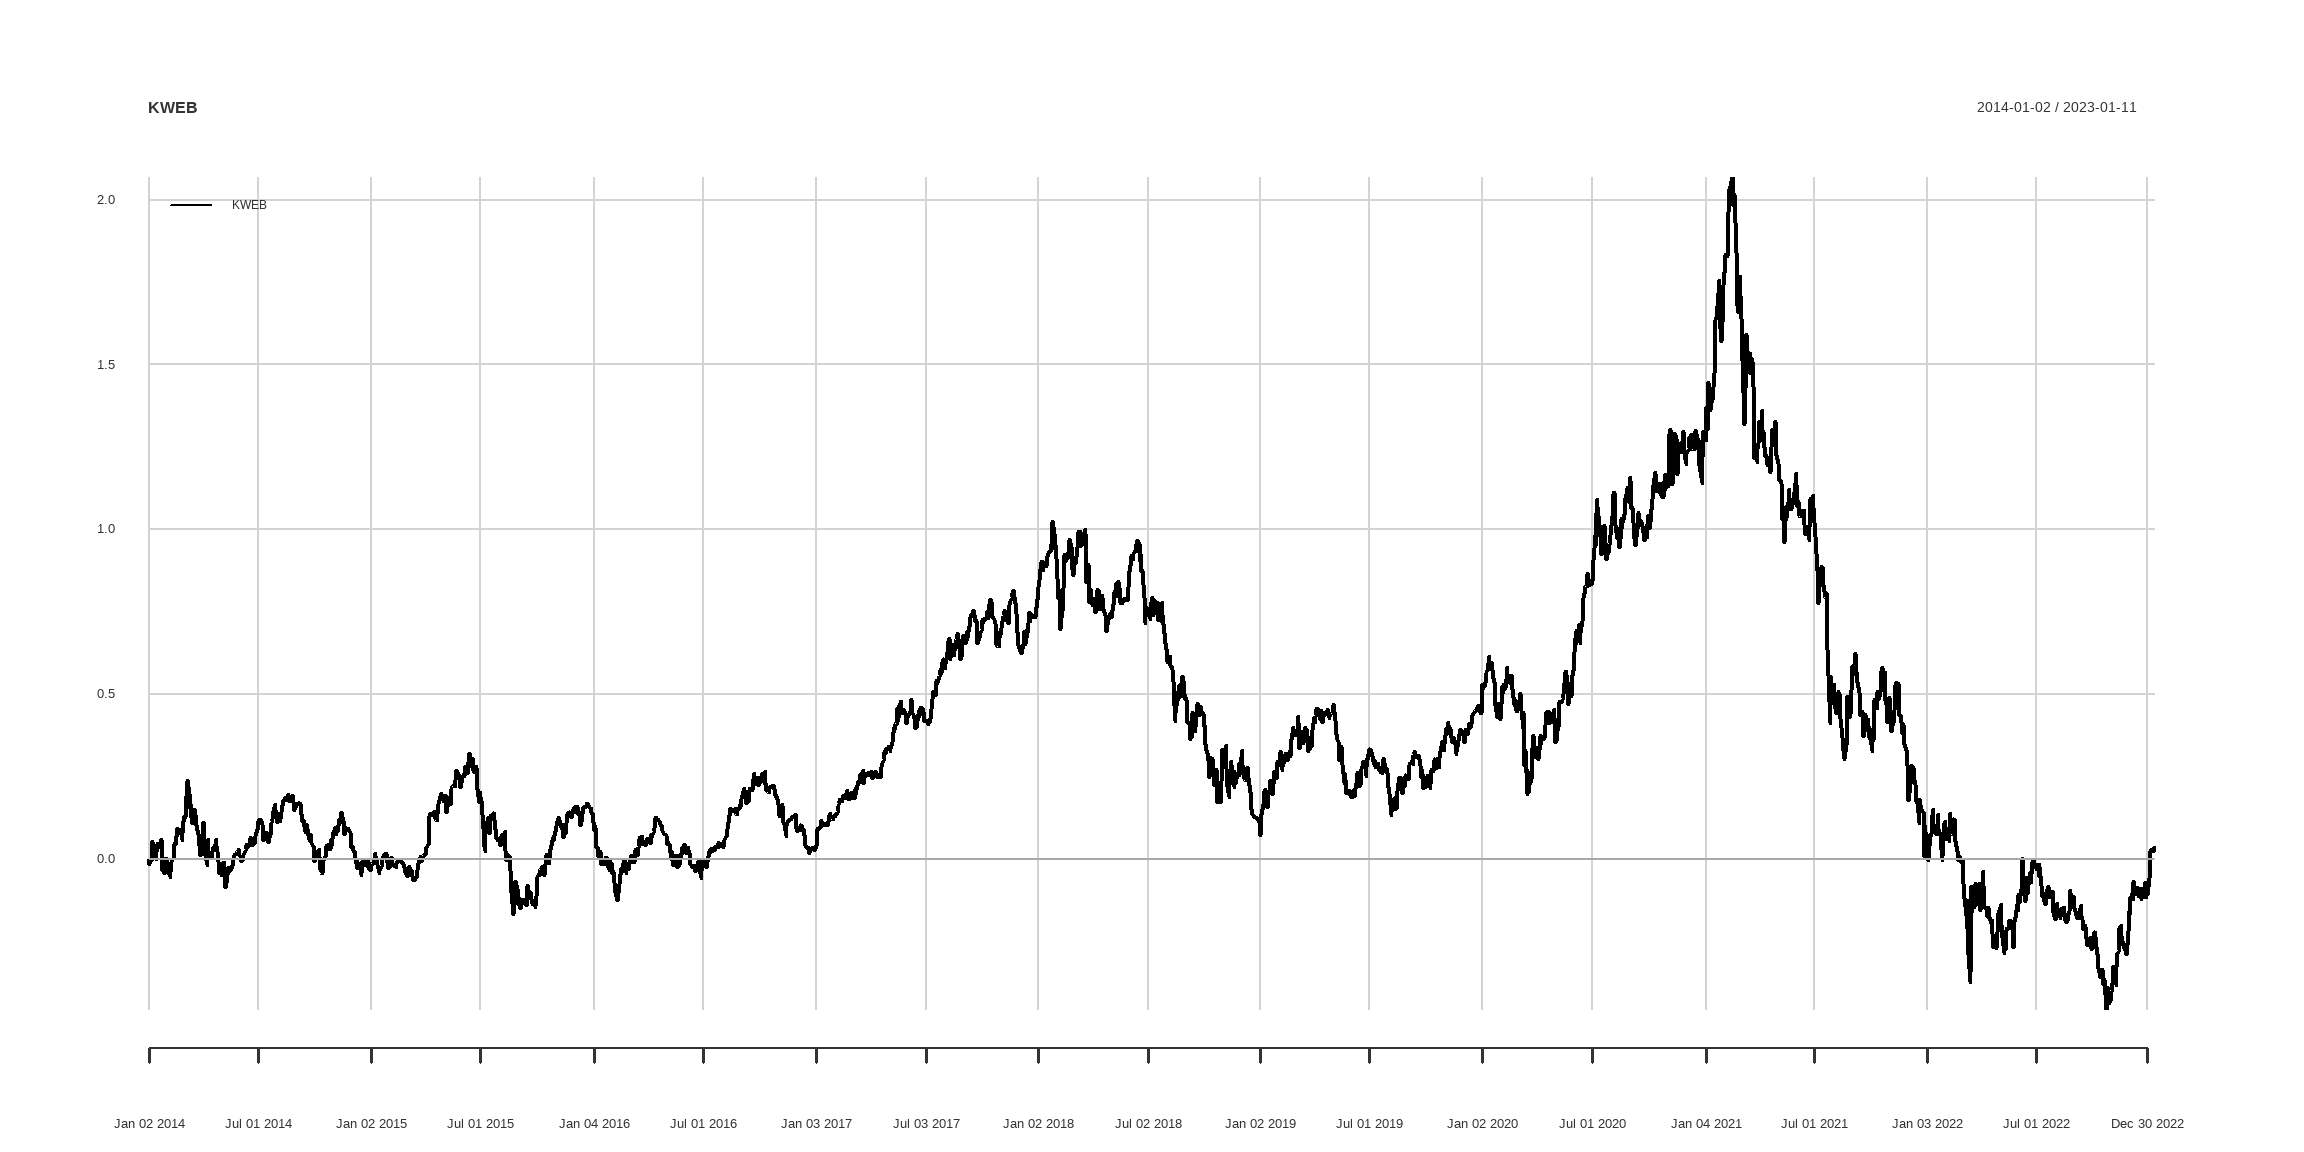 KWEB
2014-01-02 / 2023-01-11
KWEB
2.0
1.5
1.0
0.5
0.0
Jan 02 2014
Jul 01 2014
Jan 02 2015
Jul 01 2015
Jan 04 2016
Jul 01 2016
Jan 03 2017
Jul 03 2017
Jan 02 2018
Jul 02 2018
Jan 02 2019
Jul 01 2019
Jan 02 2020
Jul 01 2020
Jan 04 2021
Jul 01 2021
Jan 03 2022
Jul 01 2022
Dec 30 2022